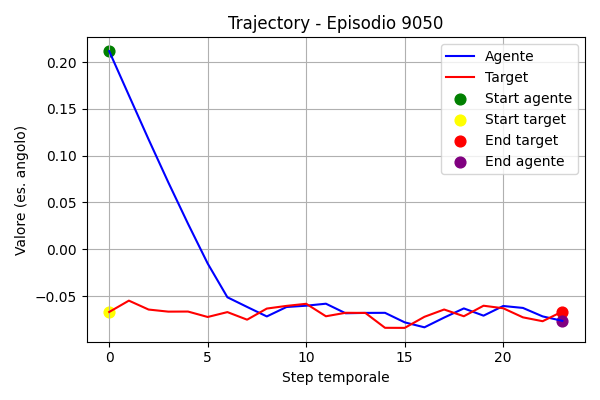 Trajectory - Episodio 9050
Agente
Target
Start agente
Start target
End target
End agente
Valore (es. angolo)
0.20
0.15
0.10
0.05
0.00
−0.05
0
5
10
15
20
Step temporale